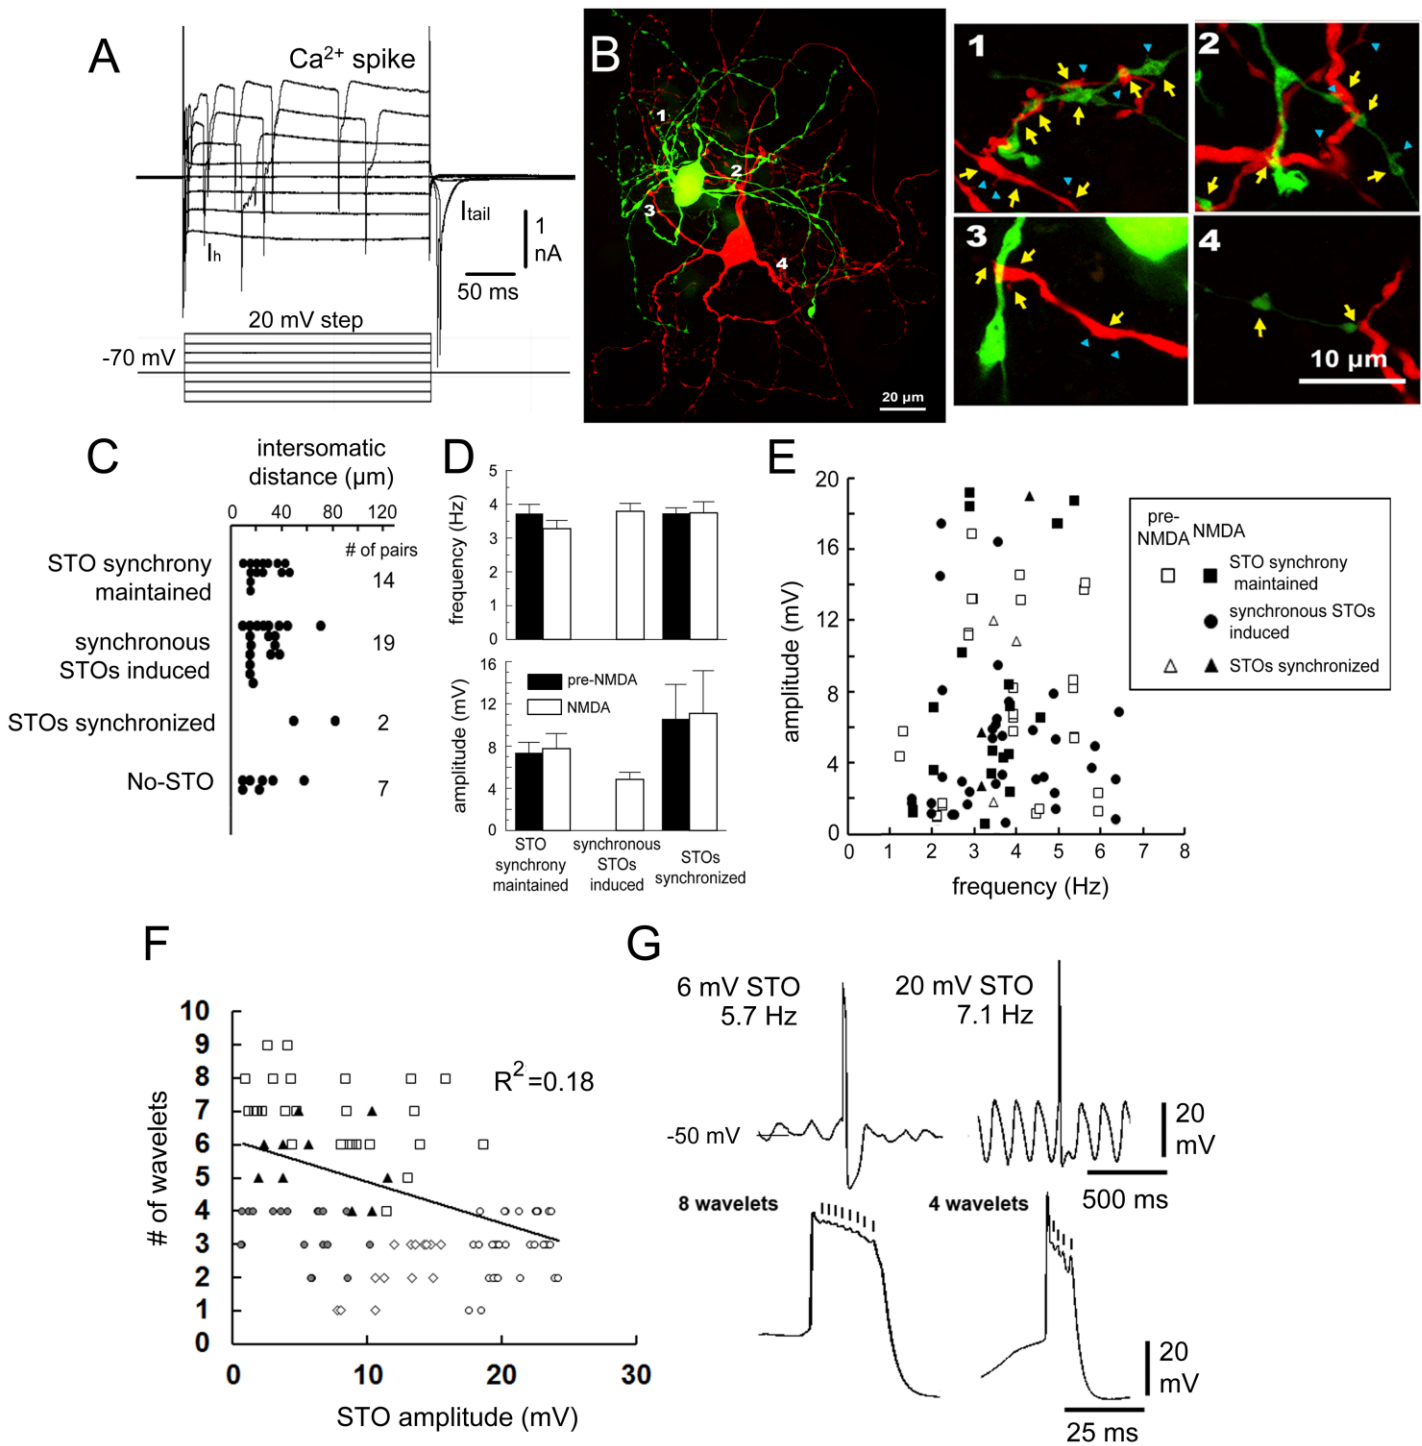 A
Ca2+ spike
Itail
Ih
1
nA
50 ms
20 mV step
-70 mV
B
1
2
3
4
20 µm
1
2
3
4
10 µm
C
intersomatic
distance (µm)
0 40 80 120
# of pairs
STO synchrony
maintained
14
synchronous
STOs induced
19
STOs synchronized
2
No-STO
7
D
frequency (Hz)
5
4
3
2
1
0
amplitude (mV)
16
12
8
4
0
pre-NMDA
NMDA
STO
synchrony
maintained
synchronous
STOs
induced
STOs
synchronized
E
amplitude (mV)
20
16
12
8
4
0
0 1 2 3 4 5 6 7 8
frequency (Hz)
pre-
NMDA NMDA
STO synchrony
maintained
synchronous STOs
induced
STOs synchronized
F
# of wavelets
10
9
8
7
6
5
4
3
2
1
0
R2=0.18
0 10 20 30
STO amplitude (mV)
G
6 mV STO
5.7 Hz
20 mV STO
7.1 Hz
-50 mV
20
mV
500 ms
8 wavelets
4 wavelets
20
mV
25 ms